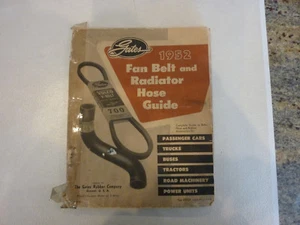 Gates
1952
Fan Belt and
Radiator
Hose
Guide
PASSENGER CARS
TRUCKS
BUSES
TRACTORS
ROAD MACHINERY
POWER UNITS
The Gates Rubber Company